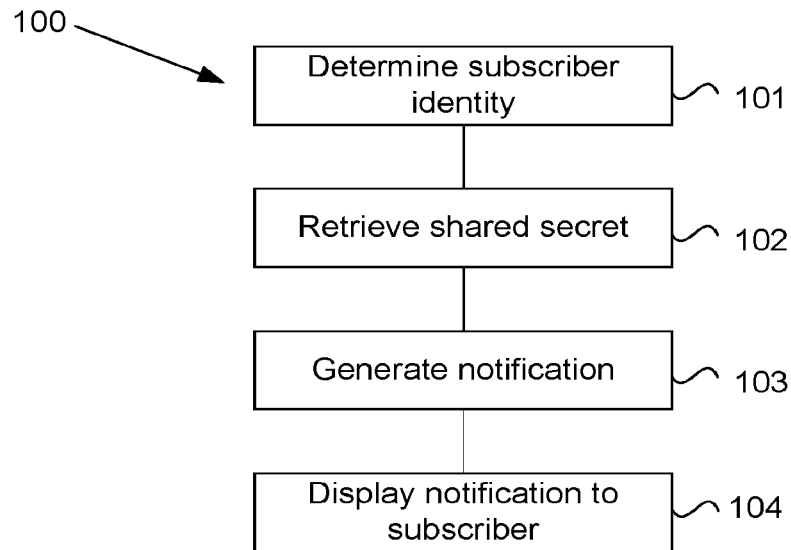 100
Determine subscriber
identity
101
Retrieve shared secret
102
Generate notification
103
Display notification to
subscriber
104